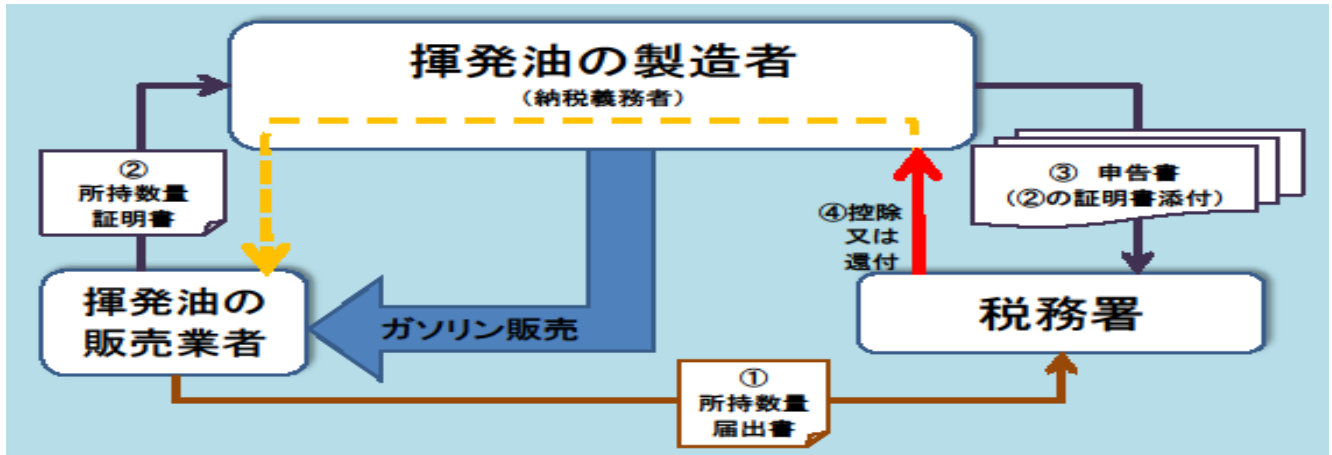 揮発油の製造者
（納税義務者）
②
所持数量
証明書
③ 申告書
（②の証明書添付）
④控除
又は
還付
揮発油の
販売業者
ガソリン販売
税務署
①
所持数量
届出書